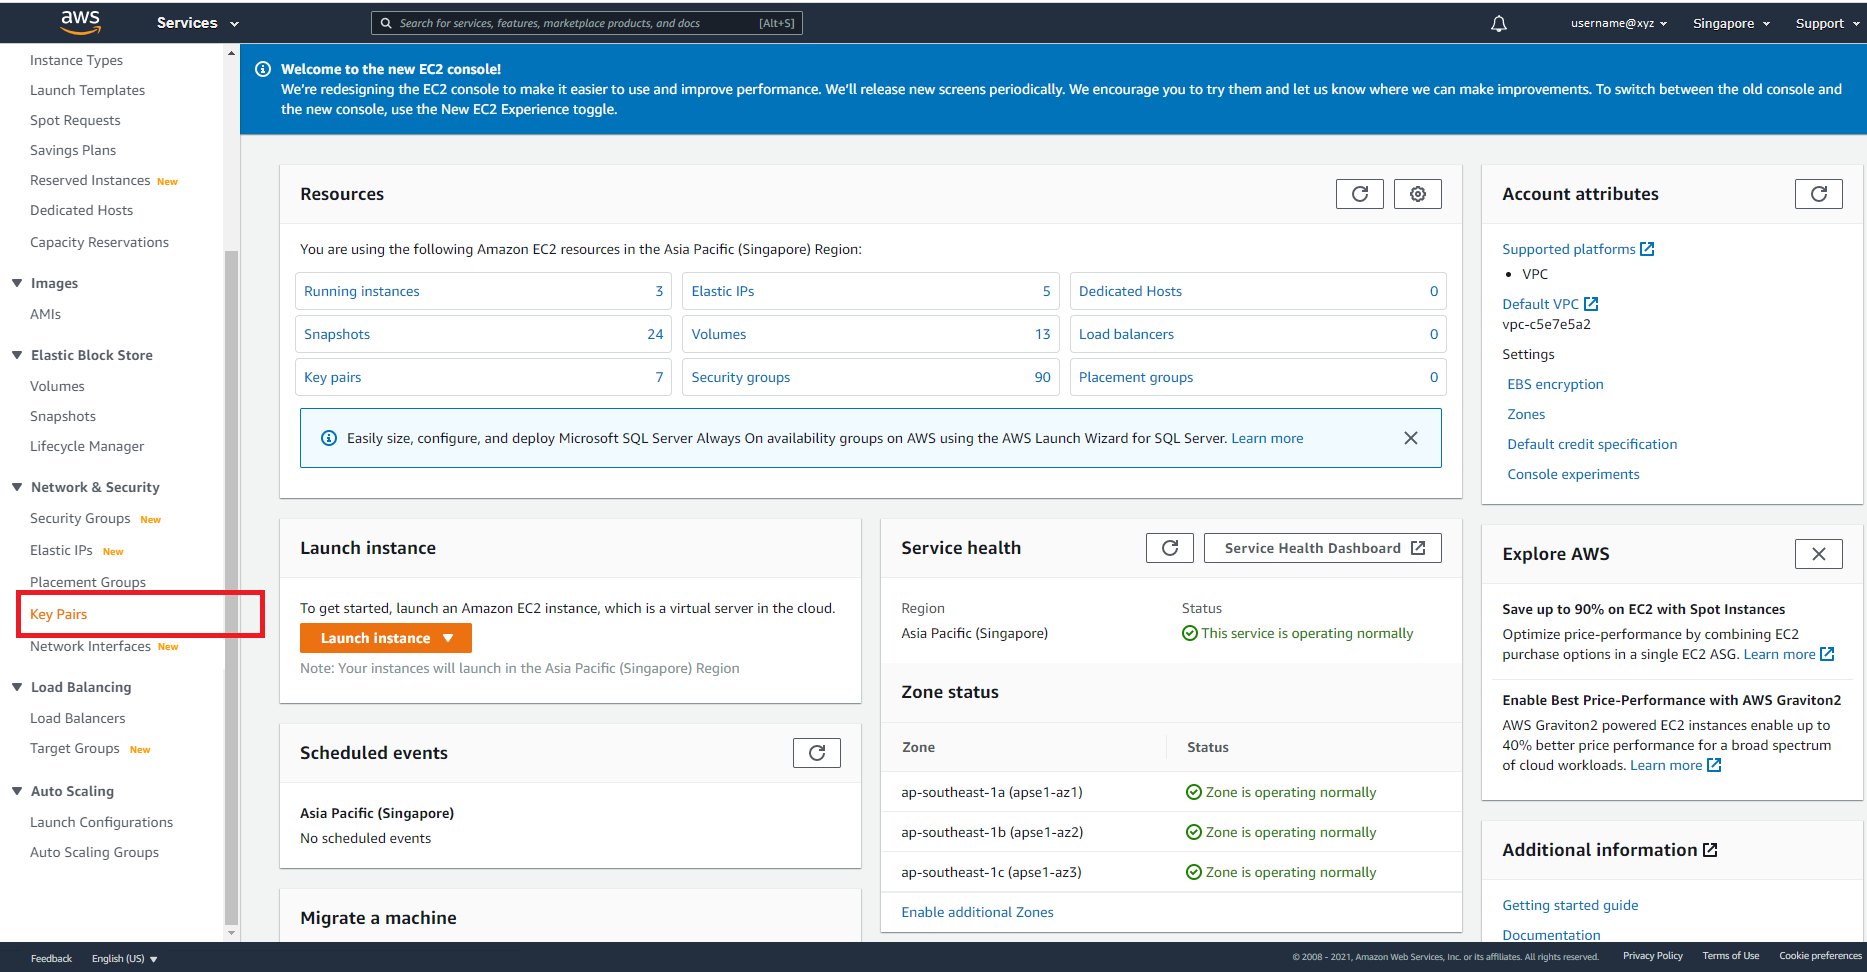 aws
Services
Search for services, features, marketplace products, and docs
[Alt+S]
username@xyz
Singapore
Support
Instance Types
Launch Templates
Spot Requests
Savings Plans
Reserved Instances New
Dedicated Hosts
Capacity Reservations
Images
AMIs
Elastic Block Store
Volumes
Snapshots
Lifecycle Manager
Network & Security
Security Groups New
Elastic IPs New
Placement Groups
Key Pairs
Network Interfaces New
Load Balancing
Load Balancers
Target Groups New
Auto Scaling
Launch Configurations
Auto Scaling Groups
Welcome to the new EC2 console!
We're redesigning the EC2 console to make it easier to use and improve performance. We'll release new screens periodically. We encourage you to try them and let us know where we can make improvements. To switch between the old console and
the new console, use the New EC2 Experience toggle.
Resources
You are using the following Amazon EC2 resources in the Asia Pacific (Singapore) Region:
Running instances 3
Elastic IPs 5
Dedicated Hosts 0
Snapshots 24
Volumes 13
Load balancers 0
Key pairs 7
Security groups 90
Placement groups 0
Easily size, configure, and deploy Microsoft SQL Server Always On availability groups on AWS using the AWS Launch Wizard for SQL Server. Learn more
Launch instance
To get started, launch an Amazon EC2 instance, which is a virtual server in the cloud.
Launch instance
Note: Your instances will launch in the Asia Pacific (Singapore) Region
Scheduled events
Asia Pacific (Singapore)
No scheduled events
Migrate a machine
Service health
Service Health Dashboard
Region Status
Asia Pacific (Singapore) This service is operating normally
Zone status
Zone Status
ap-southeast-1a (apse1-az1) Zone is operating normally
ap-southeast-1b (apse1-az2) Zone is operating normally
ap-southeast-1c (apse1-az3) Zone is operating normally
Enable additional Zones
Account attributes
Supported platforms
• VPC
Default VPC
vpc-c5e7e5a2
Settings
EBS encryption
Zones
Default credit specification
Console experiments
Explore AWS
Save up to 90% on EC2 with Spot Instances
Optimize price-performance by combining EC2
purchase options in a single EC2 ASG. Learn more
Enable Best Price-Performance with AWS Graviton2
AWS Graviton2 powered EC2 instances enable up to
40% better price performance for a broad spectrum
of cloud workloads. Learn more
Additional information
Getting started guide
Documentation
Feedback
English (US)
© 2008 - 2021, Amazon Web Services, Inc. or its affiliates. All rights reserved.
Privacy Policy
Terms of Use
Cookie preferences